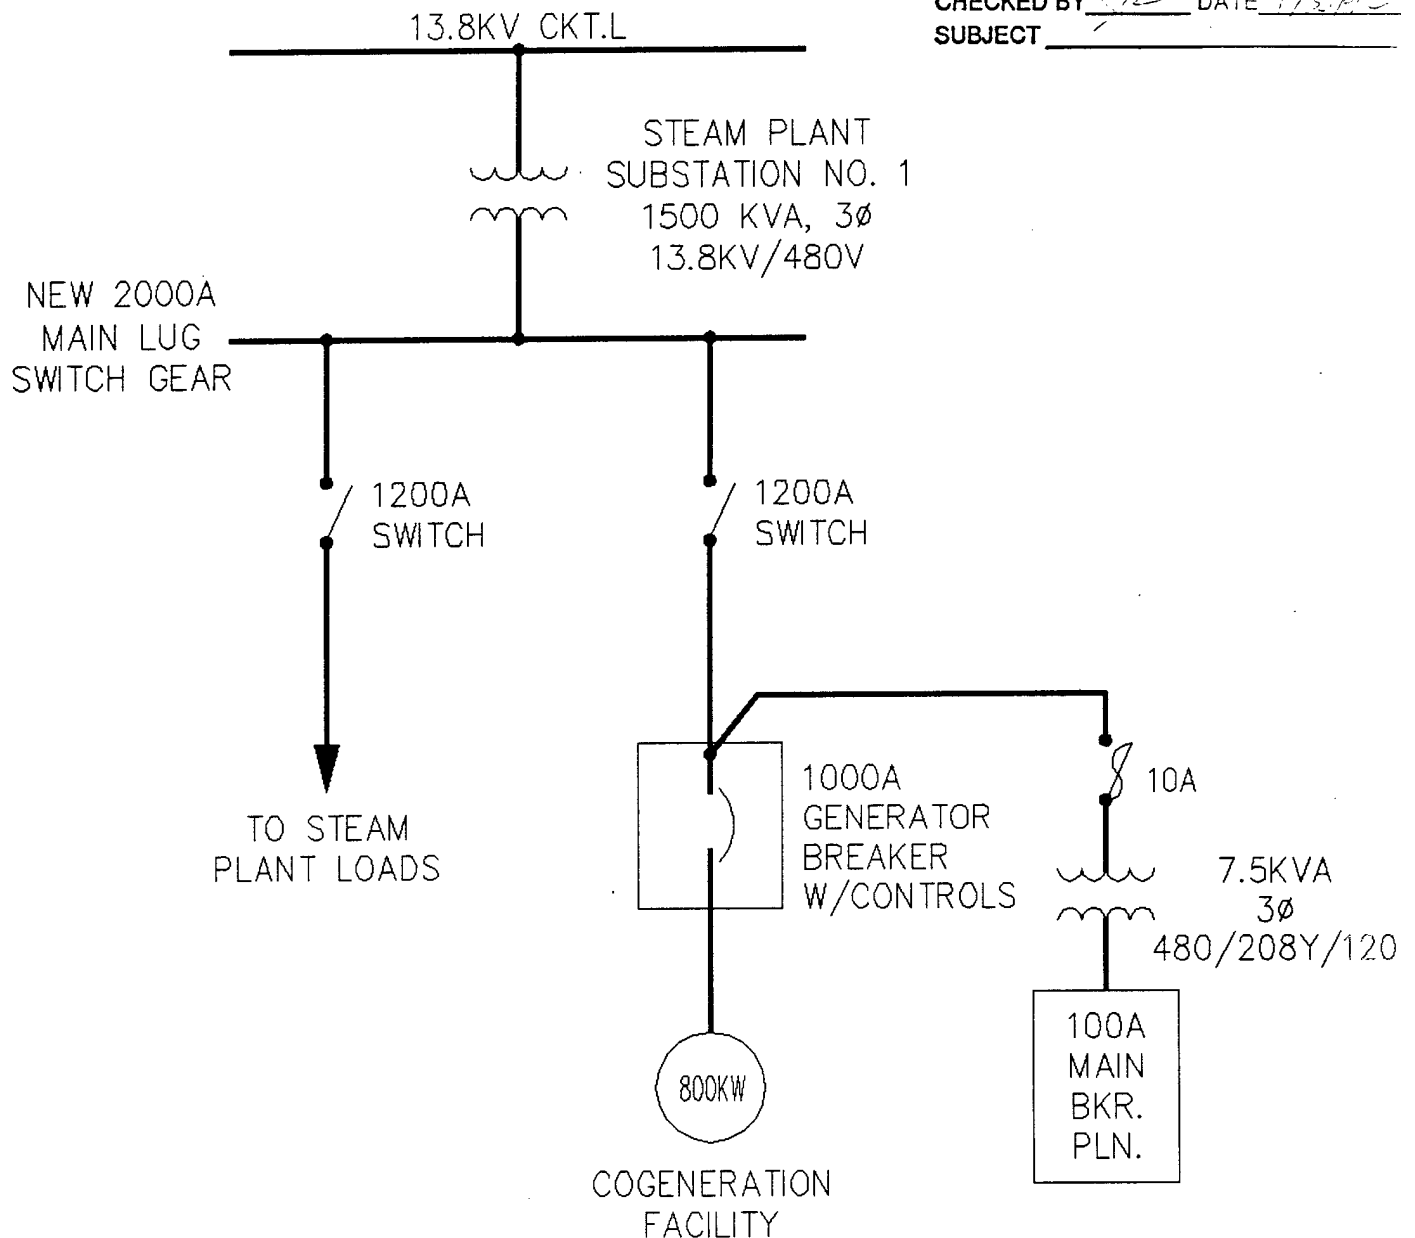 CHECKED BY DATE
SUBJECT
13.8KV CKT.L
STEAM PLANT
SUBSTATION NO. 1
1500 KVA, 3Ø
13.8KV/480V
NEW 2000A
MAIN LUG
SWITCH GEAR
1200A
SWITCH
1200A
SWITCH
TO STEAM
PLANT LOADS
1000A
GENERATOR
BREAKER
W/CONTROLS
10A
7.5KVA
3Ø
480/208Y/120
100A
MAIN
BKR.
PLN.
800KW
COGENERATION
FACILITY